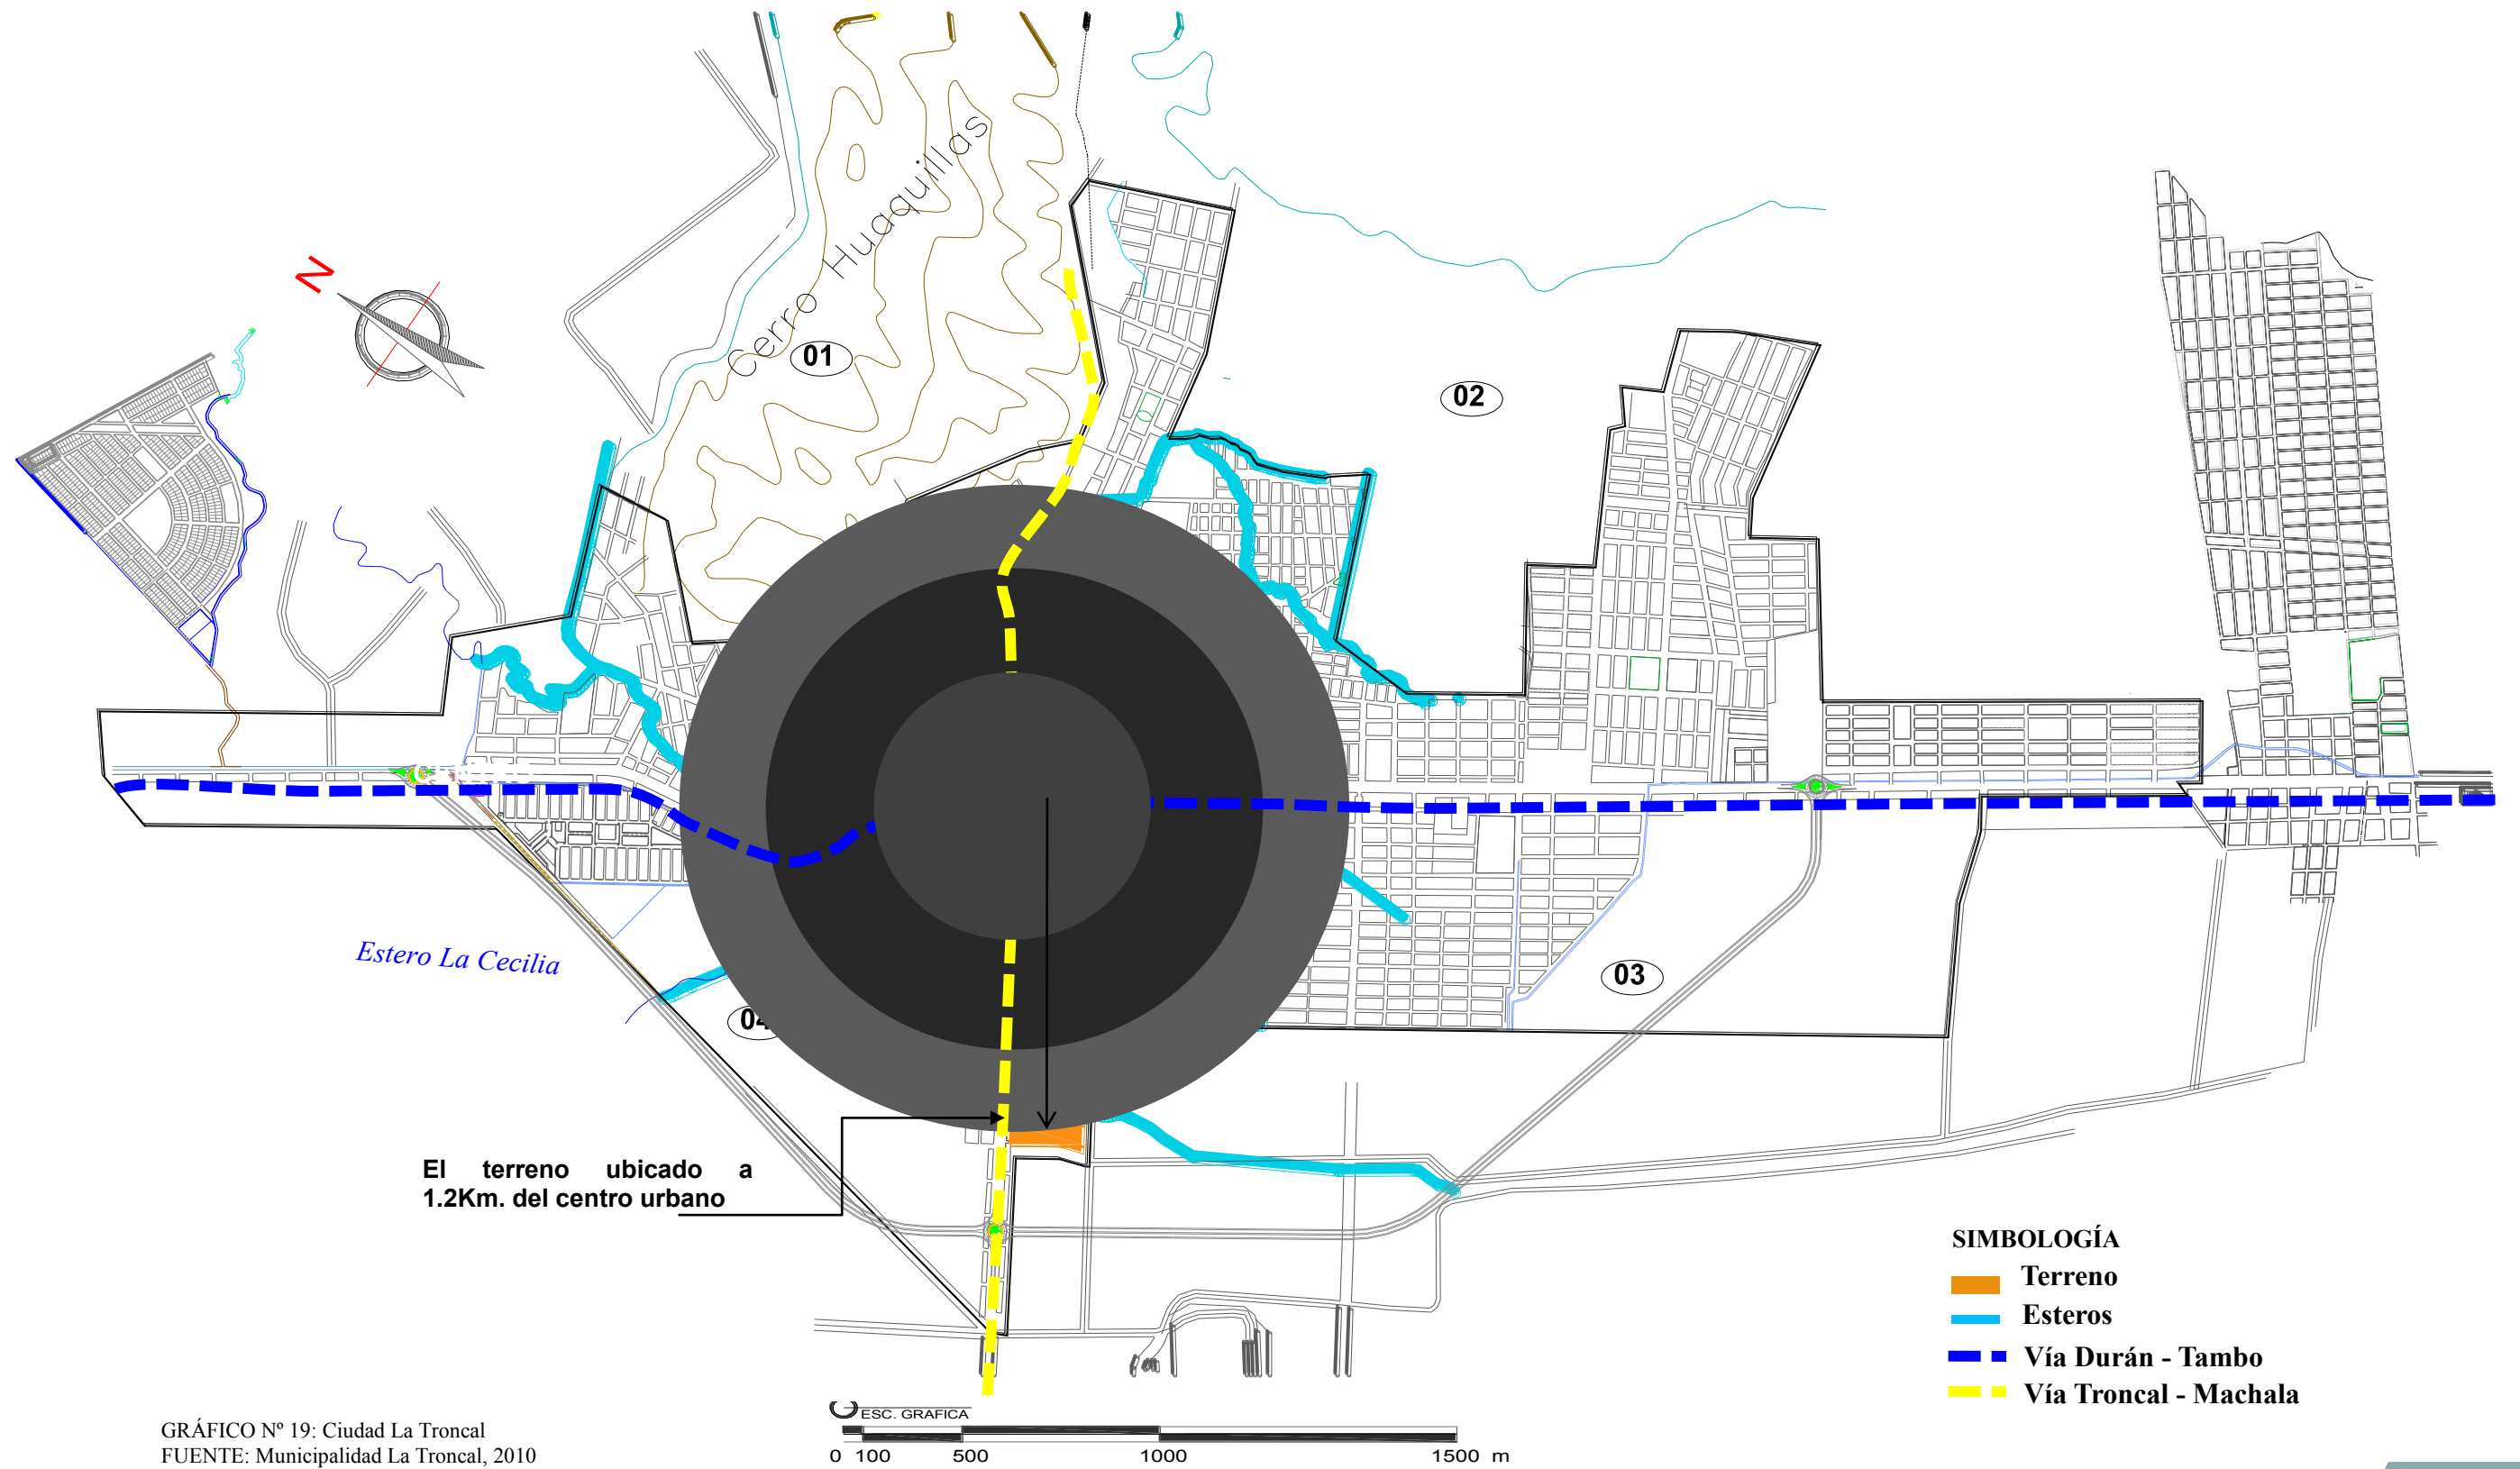 N
Cerro Huaquillas
01
02
Estero La Cecilia
03
04
El terreno ubicado a
1.2Km. del centro urbano
SIMBOLOGÍA
Terreno
Esteros
Vía Durán - Tambo
Vía Troncal - Machala
ESC. GRAFICA
0 100 500 1000 1500 m
GRÁFICO Nº 19: Ciudad La Troncal
FUENTE: Municipalidad La Troncal, 2010